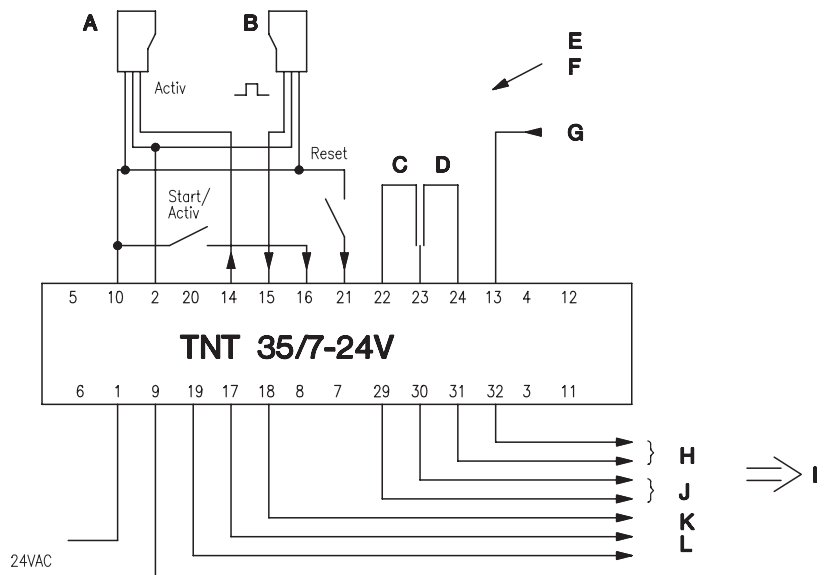 A B
Activ
E
F
G
Reset
C D
Start/
Activ
5 10 2 20 14 15 16 21 22 23 24 13 4 12
TNT 35/7-24V
6 1 9 19 17 18 8 7 29 30 31 32 3 11
H
I
J
K
L
24VAC